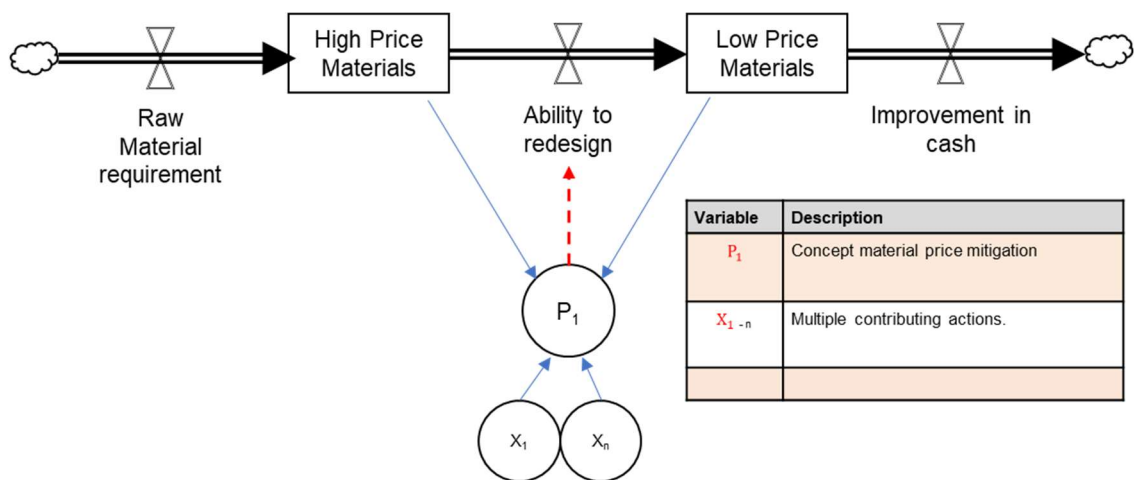 High Price
Materials
Low Price
Materials
Raw
Material
requirement
Ability to
redesign
Improvement in
cash
Variable Description
P₁ Concept material price mitigation
X₁ - n Multiple contributing actions.
P₁
X₁ Xₙ